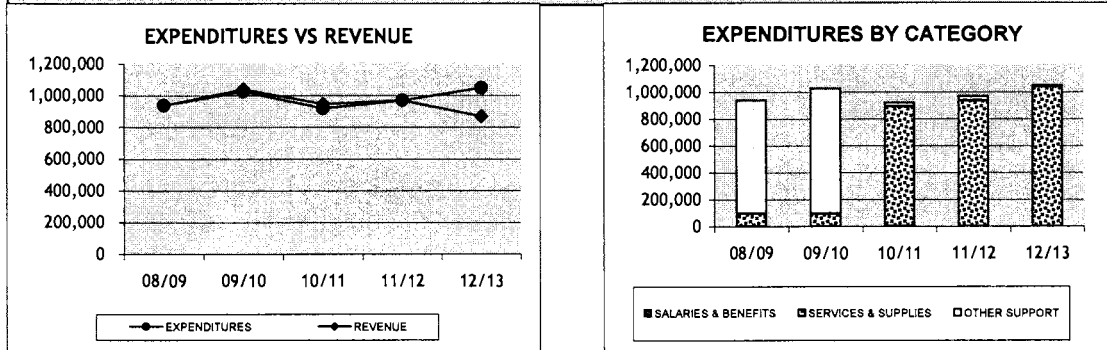 EXPENDITURES VS REVENUE
1,200,000
1,000,000
800,000
600,000
400,000
200,000
0
08/09 09/10 10/11 11/12 12/13
EXPENDITURES REVENUE
EXPENDITURES BY CATEGORY
1,200,000
1,000,000
800,000
600,000
400,000
200,000
0
08/09 09/10 10/11 11/12 12/13
SALARIES & BENEFITS SERVICES & SUPPLIES OTHER SUPPORT